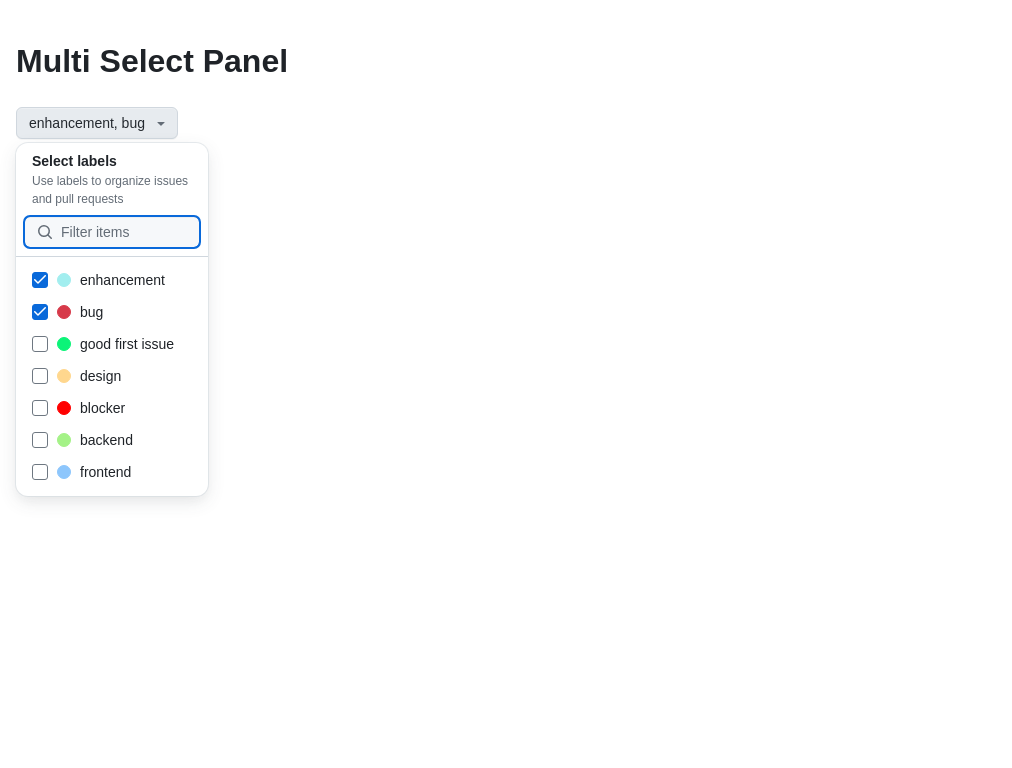 Multi Select Panel
enhancement, bug
Select labels
Use labels to organize issues
and pull requests
Filter items
enhancement
bug
good first issue
design
blocker
backend
frontend